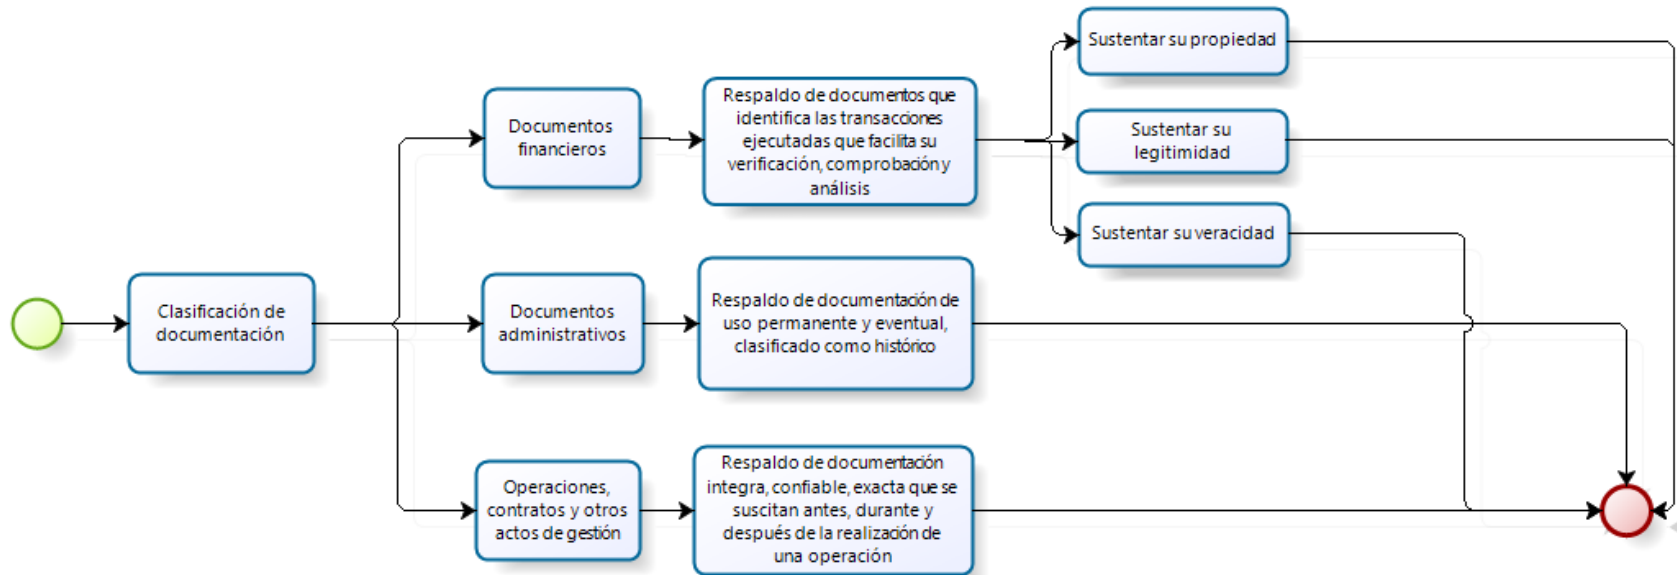 Clasificación de
documentación
Documentos
financieros
Respaldo de documentos que
identifica las transacciones
ejecutadas que facilita su
verificación, comprobación y
análisis
Sustentar su propiedad
Sustentar su
legitimidad
Sustentar su veracidad
Documentos
administrativos
Respaldo de documentación de
uso permanente y eventual,
clasificado como histórico
Operaciones,
contratos y otros
actos de gestión
Respaldo de documentación
integra, confiable, exacta que se
suscitan antes, durante y
después de la realización de
una operación